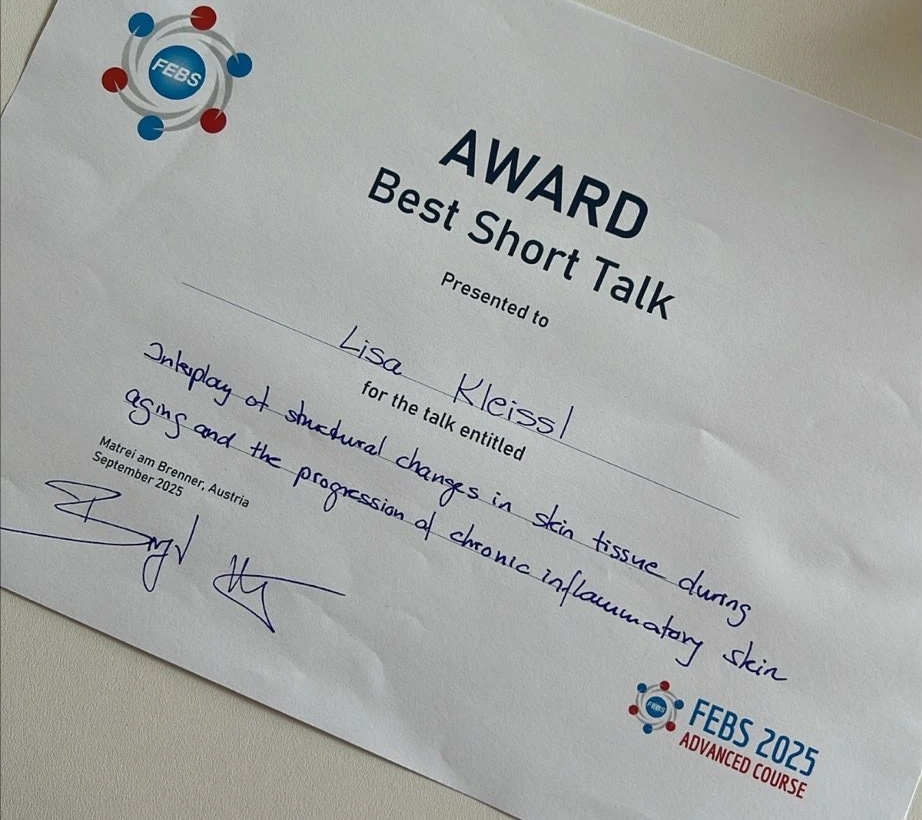 FEBS
AWARD
Best Short Talk
Presented to
Lisa Kleissl
for the talk entitled
Interplay of structural changes in skin tissue during
aging and the progression of chronic inflammatory skin
Matrei am Brenner, Austria
September 2025
FEBS
FEBS 2025
ADVANCED COURSE